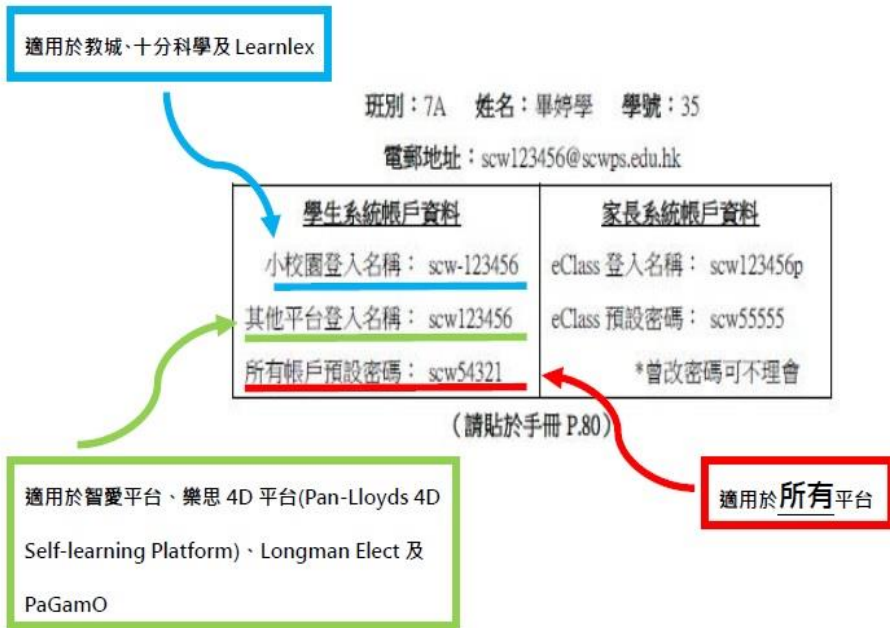 適用於教城、十分科學及 Learnlex
班別：7A 姓名：畢婷學 學號：35
電郵地址：scw123456@scwps.edu.hk
學生系統帳戶資料
小校園登入名稱： scw-123456
其他平台登入名稱： scw123456
所有帳戶預設密碼： scw54321
家長系統帳戶資料
eClass 登入名稱： scw123456p
eClass 預設密碼： scw55555
*曾改密碼可不理會
（請貼於手冊 P.80）
適用於智愛平台、樂思 4D 平台(Pan-Lloyds 4D
Self-learning Platform)、Longman Elect 及
PaGamO
適用於所有平台